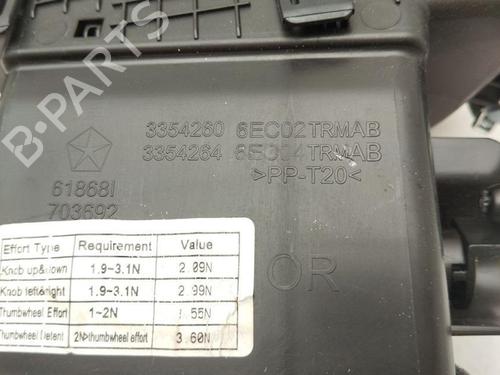 3354260 6EC02TRMAB
3354264 6EC04TRMAB
>PP-T20<
61868I
703692
OR
Effort Type Requirement Value
Knob up&down 1.9~3.1N 2.09N
Knob left&right 1.9~3.1N 2.99N
Thumbwheel Effort 1~2N 1.55N
Thumbwheel Detent 2N>thumbwheel effort 3.60N
B-PARTS